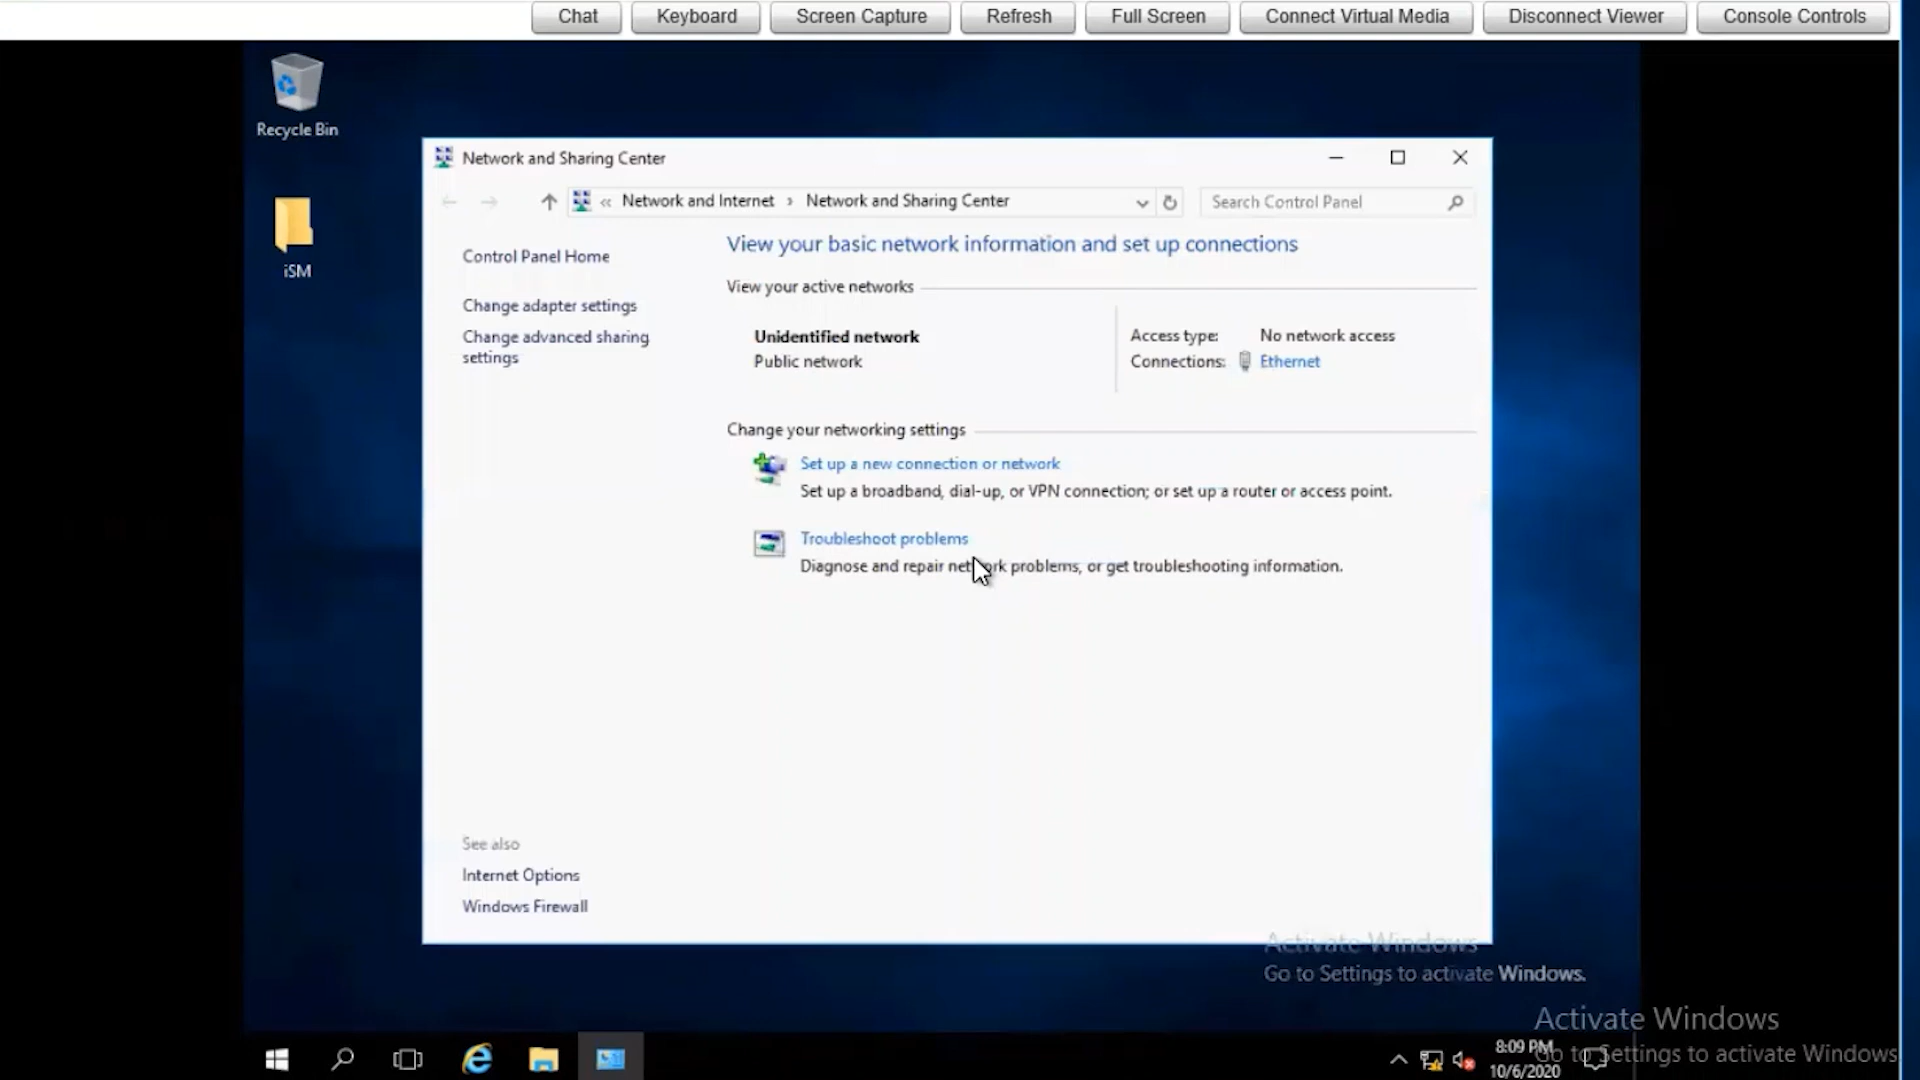 Chat
Keyboard
Screen Capture
Refresh
Full Screen
Connect Virtual Media
Disconnect Viewer
Console Controls
Recycle Bin
iSM
Network and Sharing Center
« Network and Internet › Network and Sharing Center
Search Control Panel
Control Panel Home
Change adapter settings
Change advanced sharing
settings
View your basic network information and set up connections
View your active networks
Unidentified network
Public network
Access type: No network access
Connections: Ethernet
Change your networking settings
Set up a new connection or network
Set up a broadband, dial-up, or VPN connection; or set up a router or access point.
Troubleshoot problems
Diagnose and repair network problems, or get troubleshooting information.
See also
Internet Options
Windows Firewall
Activate Windows
Go to Settings to activate Windows.
Activate Windows
Go to Settings to activate Windows
8:09 PM
10/6/2020